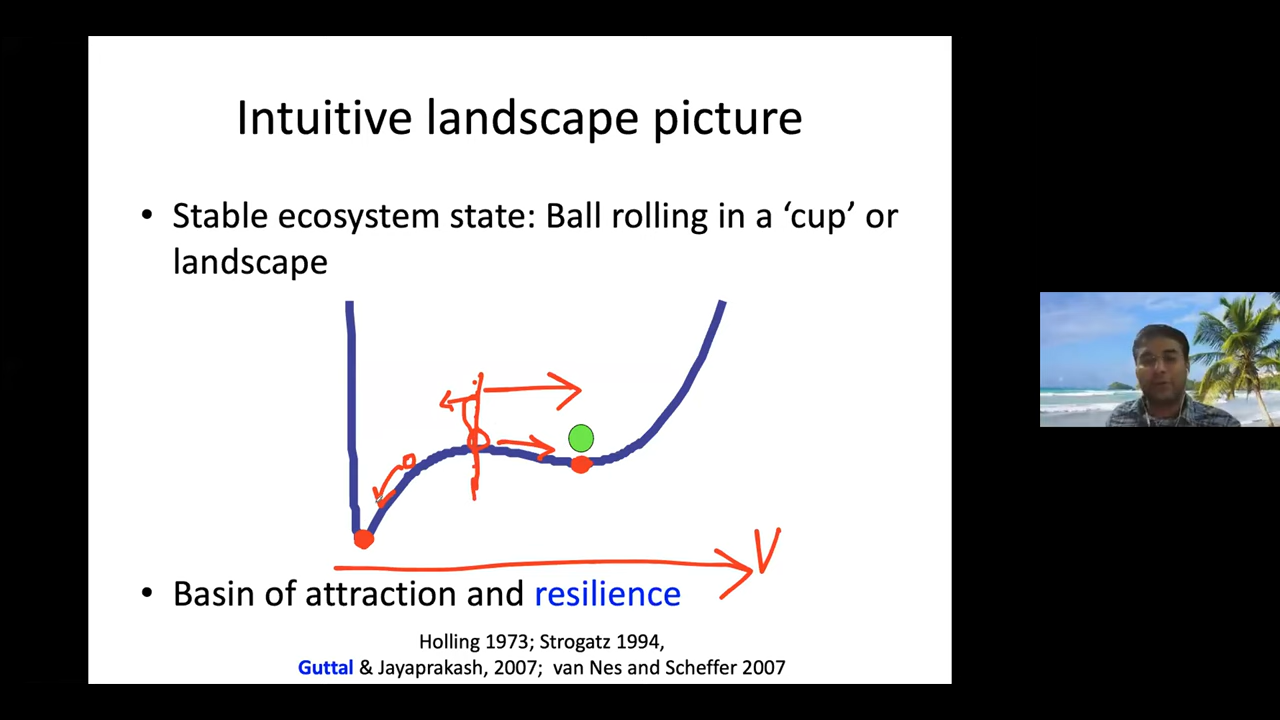 Intuitive landscape picture
• Stable ecosystem state: Ball rolling in a ‘cup’ or
landscape
V
• Basin of attraction and resilience
Holling 1973; Strogatz 1994,
Guttal & Jayaprakash, 2007; van Nes and Scheffer 2007